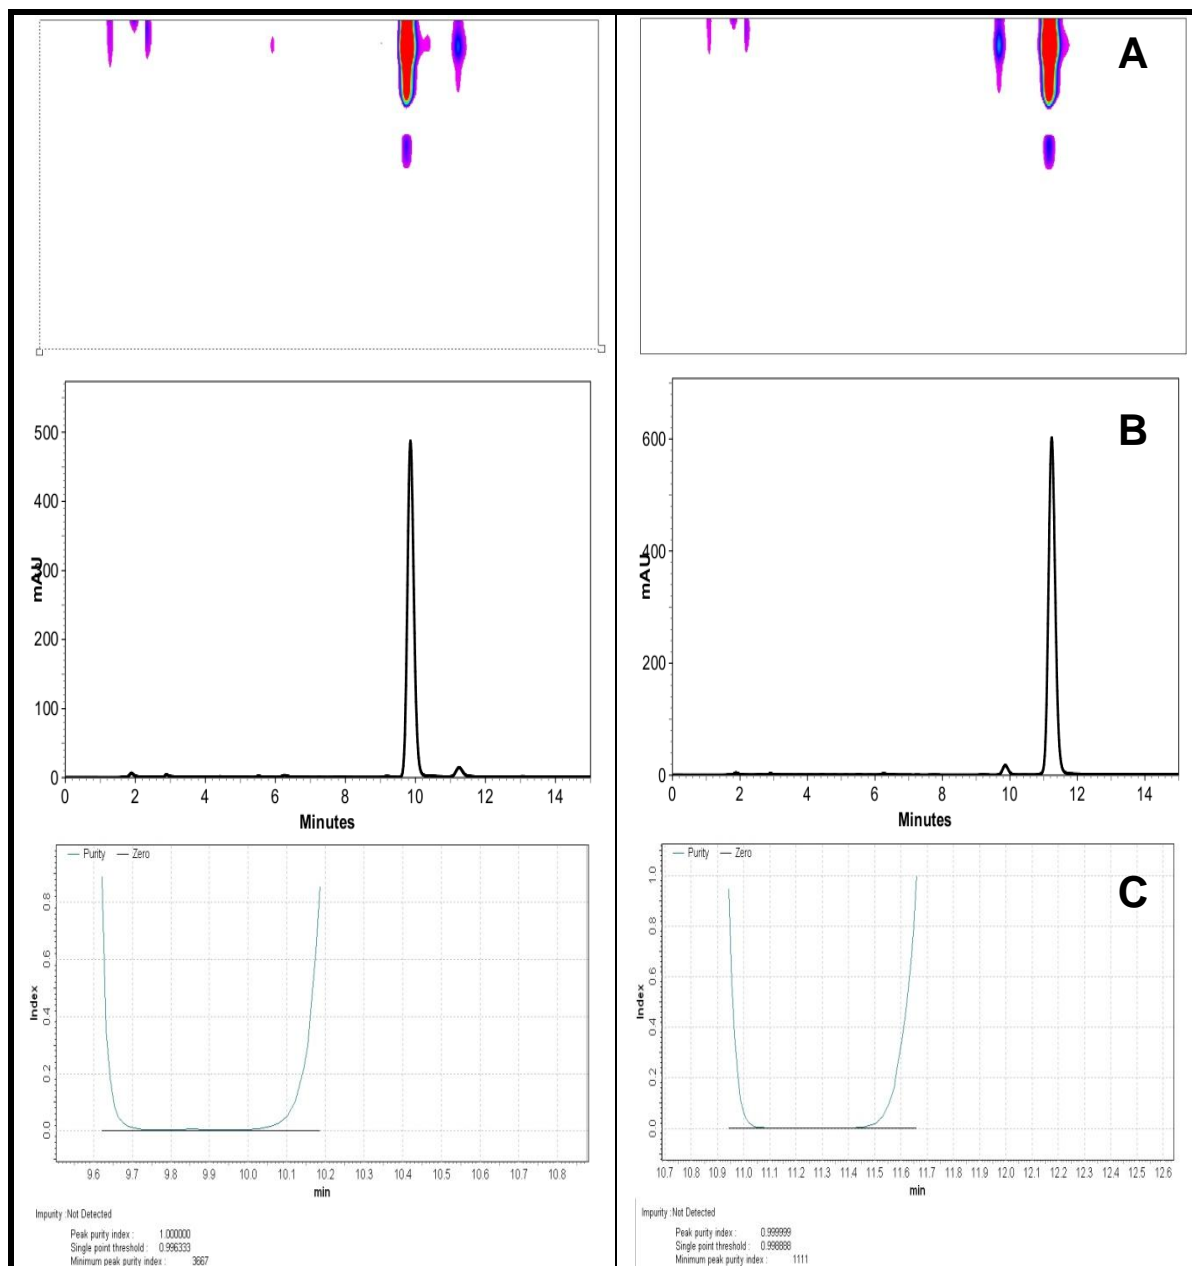 A
500
400
300
200
100
0
mAU
0 2 4 6 8 10 12 14
Minutes
B
600
400
200
0
mAU
0 2 4 6 8 10 12 14
Minutes
Purity Zero
0.8
0.6
0.4
0.2
0.0
Index
9.6 9.7 9.8 9.9 10.0 10.1 10.2 10.3 10.4 10.5 10.6 10.7 10.8
min
Impurity :Not Detected
Peak purity index : 1.000000
Single point threshold : 0.996333
Minimum peak purity index : 3667
Purity Zero
C
1.0
0.8
0.6
0.4
0.2
0.0
Index
10.7 10.8 10.9 11.0 11.1 11.2 11.3 11.4 11.5 11.6 11.7 11.8 11.9 12.0 12.1 12.2 12.3 12.4 12.5 12.6
min
Impurity :Not Detected
Peak purity index : 0.999999
Single point threshold : 0.998888
Minimum peak purity index : 1111